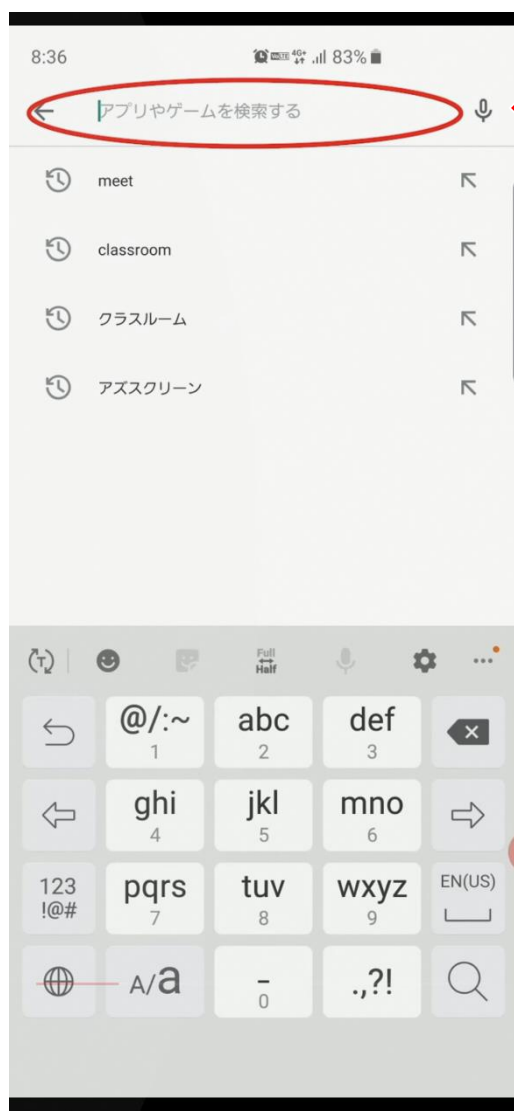 8:36 4G+ 83%
アプリやゲームを検索する
meet
classroom
クラスルーム
アズスクリーン
T Full
Half
@/:~ abc def
1 2 3
ghi jkl mno
4 5 6
123 pqrs tuv wxyz EN(US)
!@# 7 8 9
A/a - .,?!
0